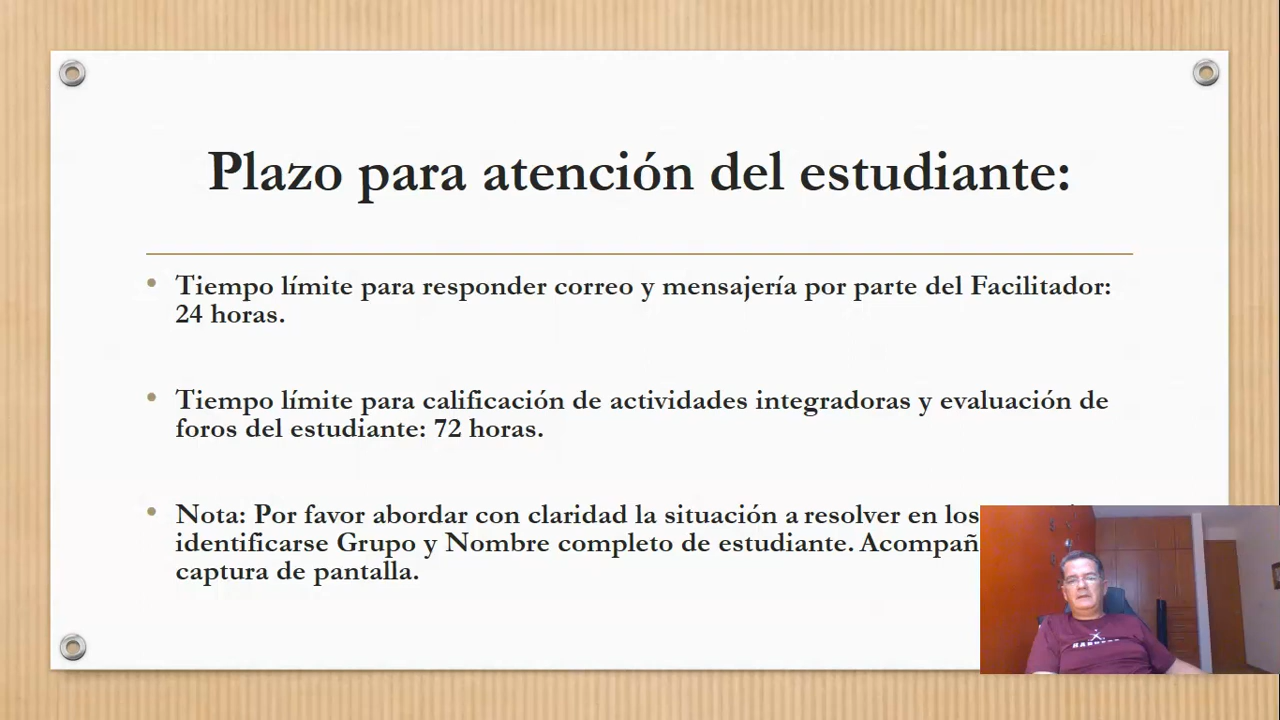 Plazo para atención del estudiante:
• Tiempo límite para responder correo y mensajería por parte del Facilitador:
24 horas.
• Tiempo límite para calificación de actividades integradoras y evaluación de
foros del estudiante: 72 horas.
• Nota: Por favor abordar con claridad la situación a resolver en los
identificarse Grupo y Nombre completo de estudiante.
captura de pantalla.